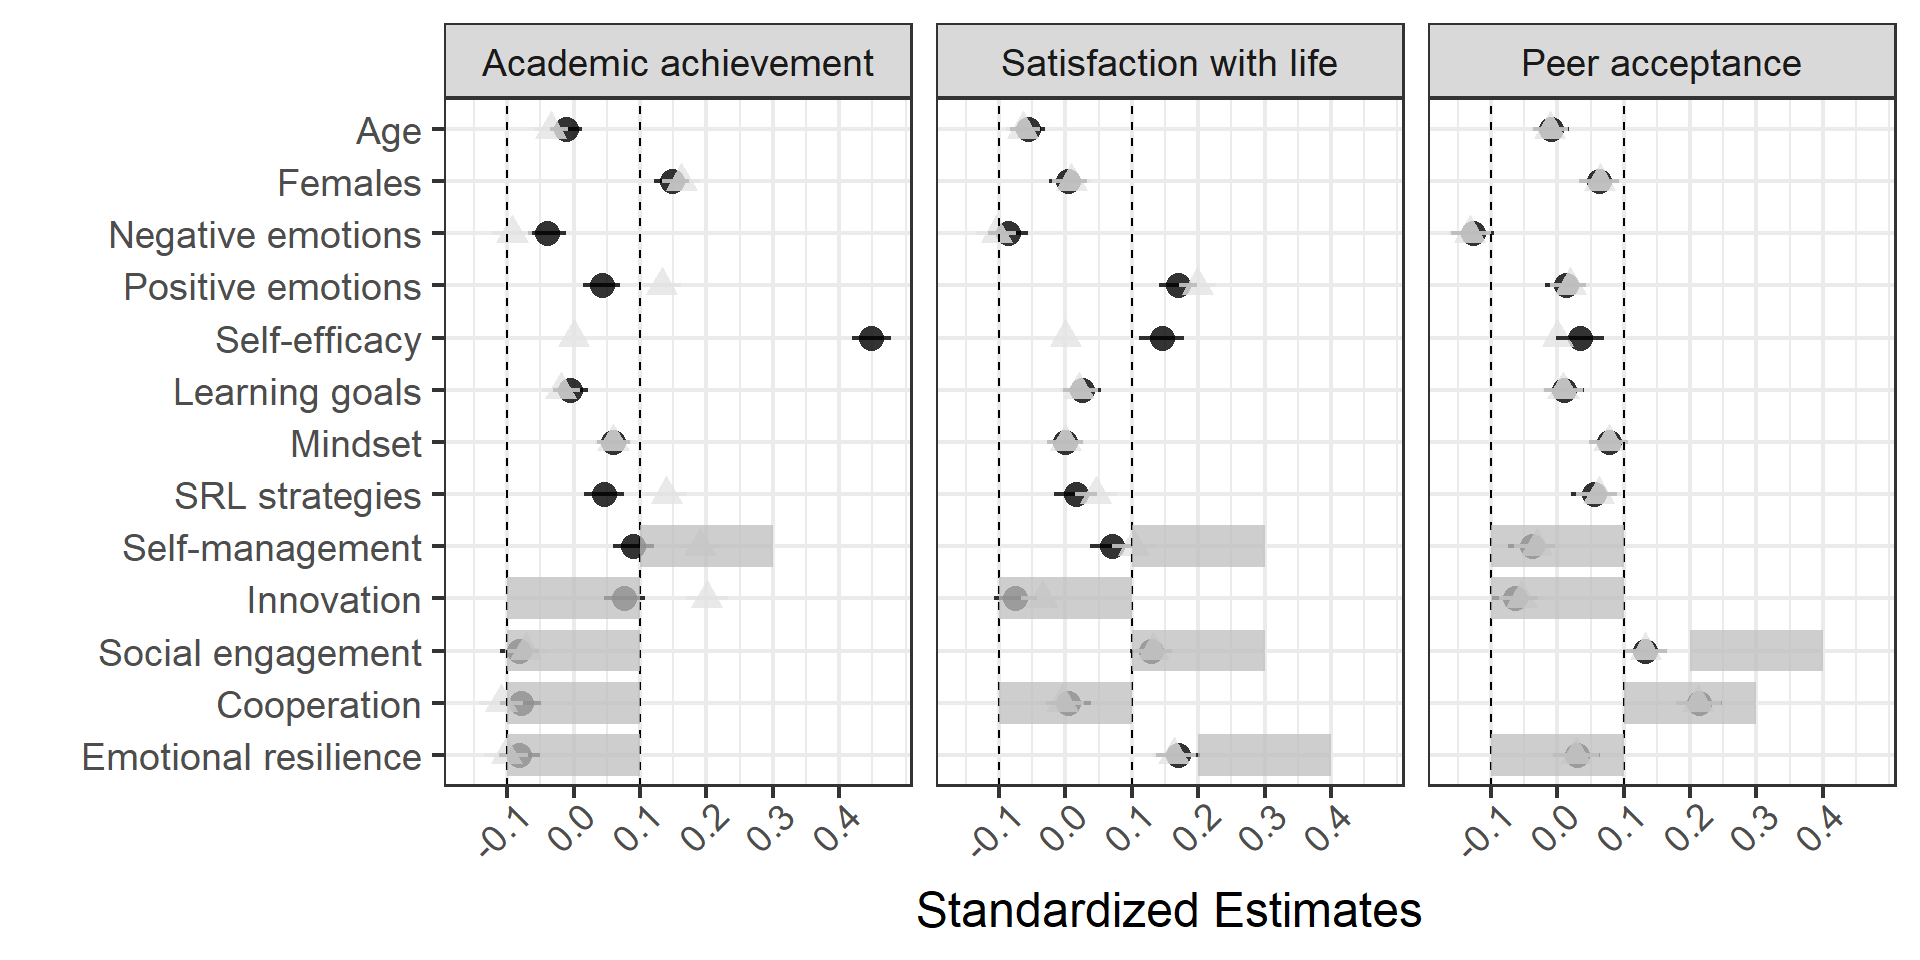 Academic achievement
Satisfaction with life
Peer acceptance
Age
Females
Negative emotions
Positive emotions
Self-efficacy
Learning goals
Mindset
SRL strategies
Self-management
Innovation
Social engagement
Cooperation
Emotional resilience
-0.1 0.0 0.1 0.2 0.3 0.4
-0.1 0.0 0.1 0.2 0.3 0.4
-0.1 0.0 0.1 0.2 0.3 0.4
Standardized Estimates